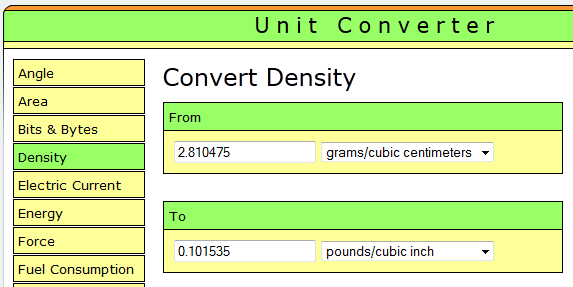 Unit Converter
Angle
Area
Bits & Bytes
Density
Electric Current
Energy
Force
Fuel Consumption
Convert Density
From
2.810475 grams/cubic centimeters
To
0.101535 pounds/cubic inch